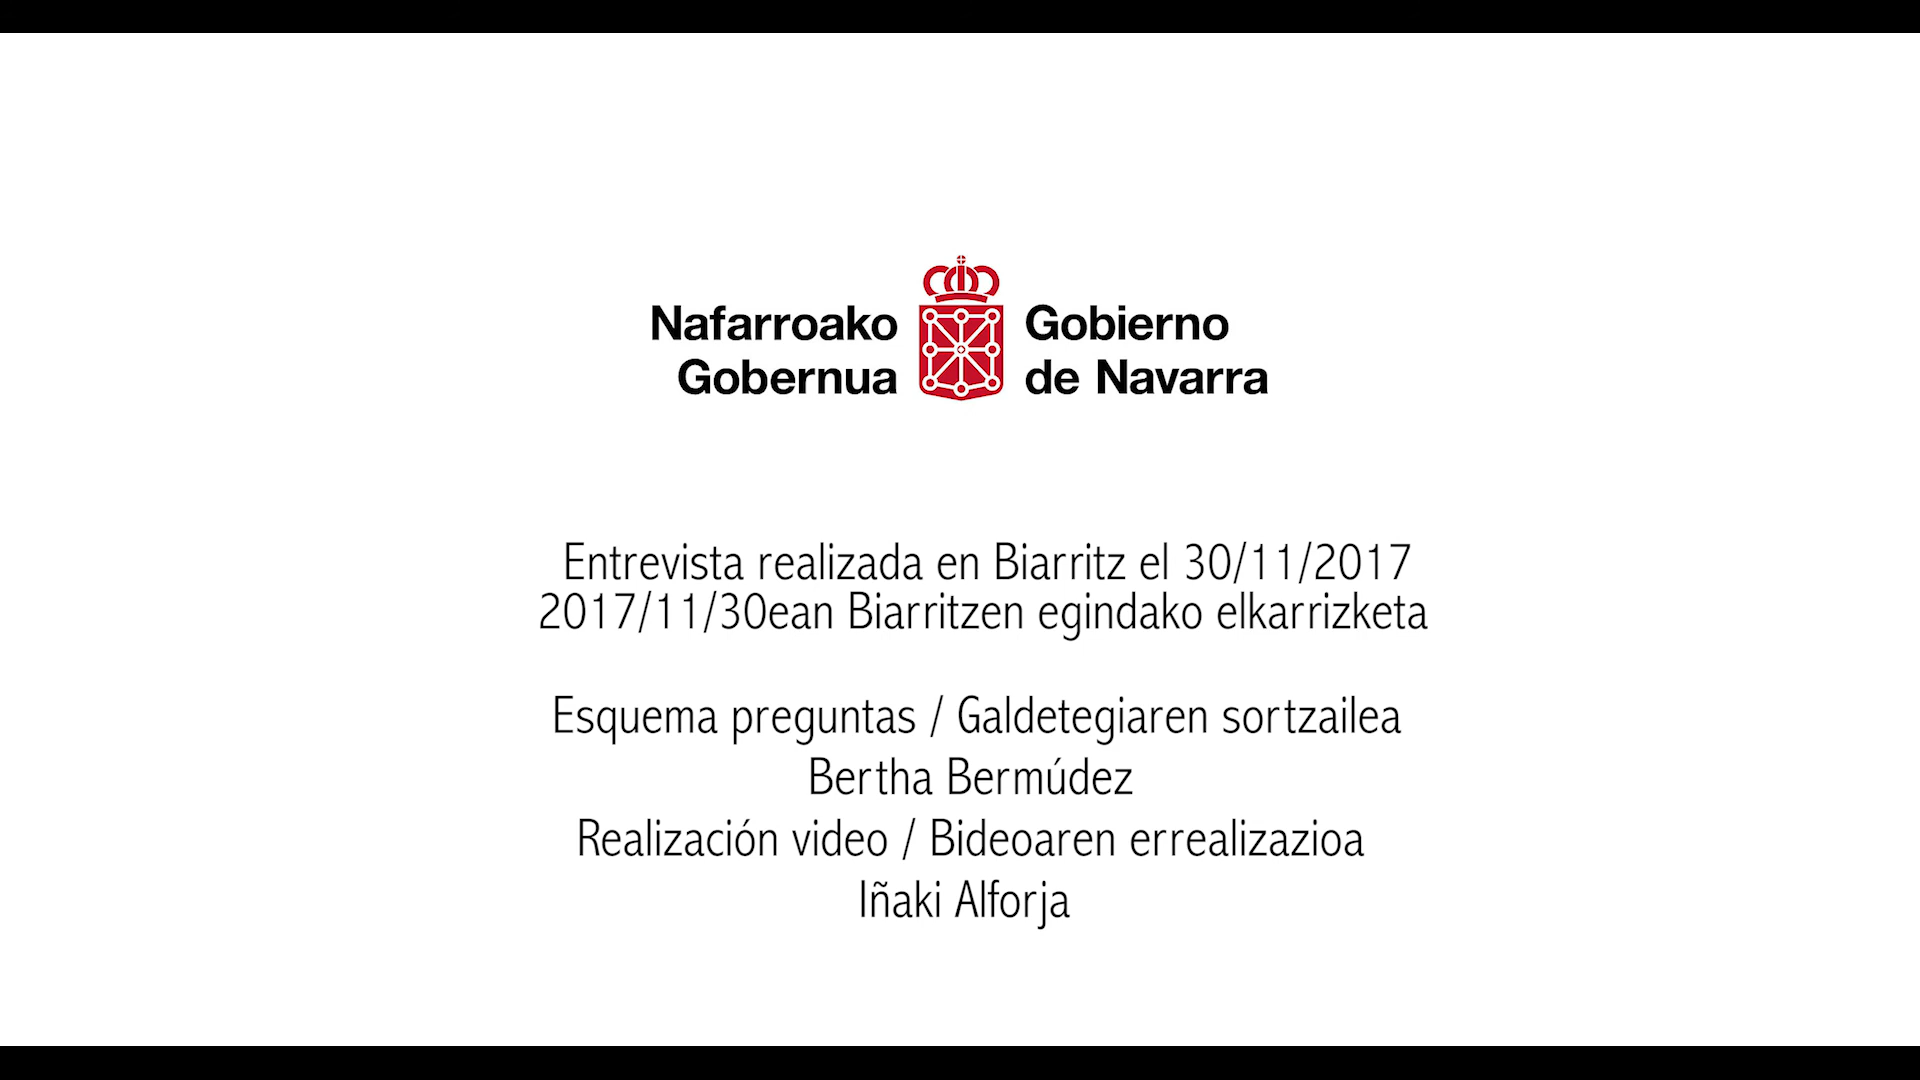 Nafarroako
Gobernua
Gobierno
de Navarra
Entrevista realizada en Biarritz el 30/11/2017
2017/11/30ean Biarritzen egindako elkarrizketa
Esquema preguntas / Galdetegiaren sortzailea
Bertha Bermúdez
Realización video / Bideoaren errealizazioa
Iñaki Alforja